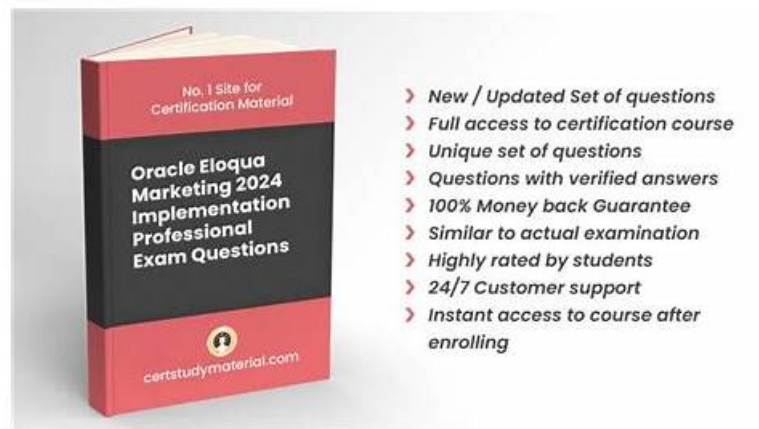 No. 1 Site for
Certification Material
Oracle Eloqua
Marketing 2024
Implementation
Professional
Exam Questions
certstudymaterial.com
New / Updated Set of questions
Full access to certification course
Unique set of questions
Questions with verified answers
100% Money back Guarantee
Similar to actual examination
Highly rated by students
24/7 Customer support
Instant access to course after
enrolling